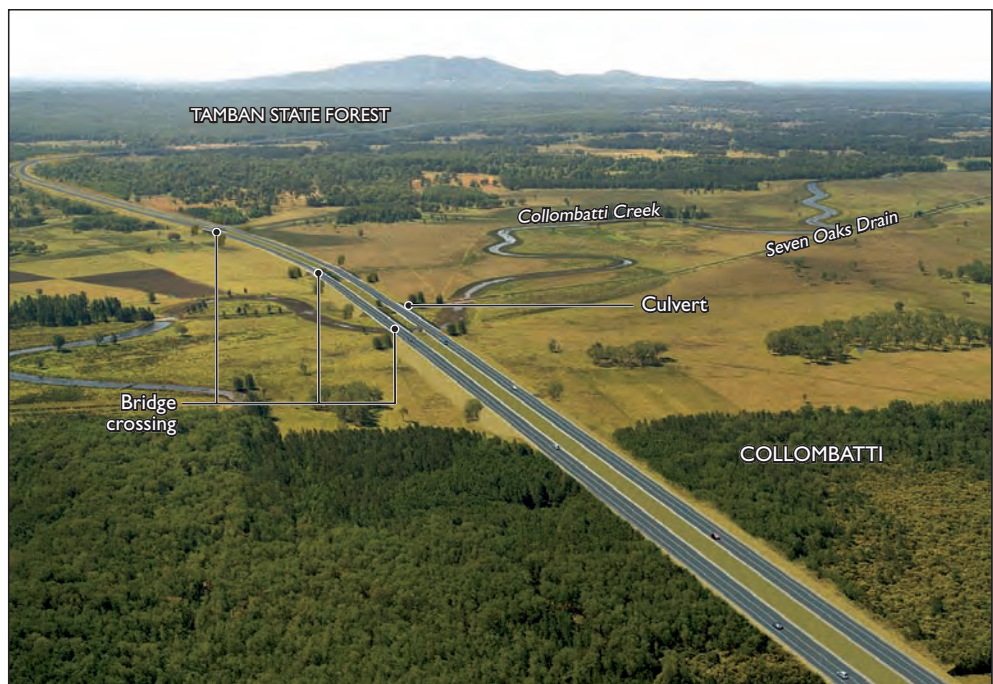 TAMBAN STATE FOREST
Collombatti Creek
Seven Oaks Drain
Culvert
Bridge
crossing
COLLOMBATTI